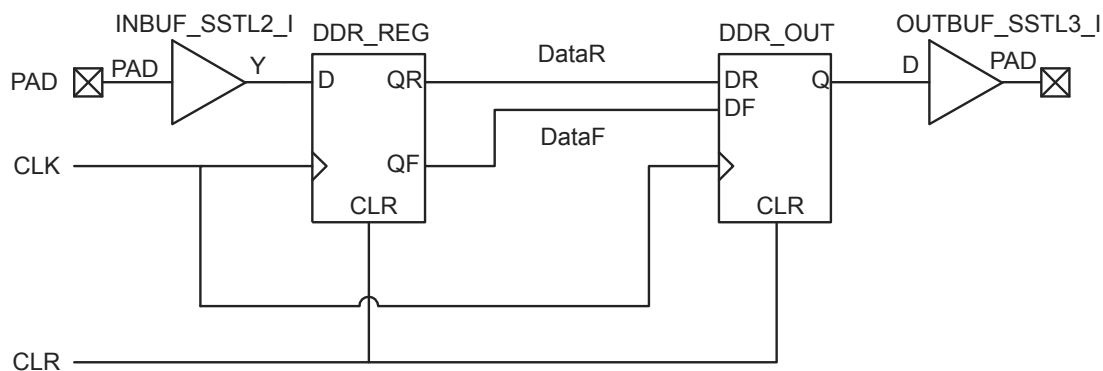 INBUF_SSTL2_I
DDR_REG
DDR_OUT
OUTBUF_SSTL3_I
PAD
PAD
Y
D
QR
DataR
DR
Q
D
PAD
DF
DataF
CLK
QF
CLR
CLR
CLR